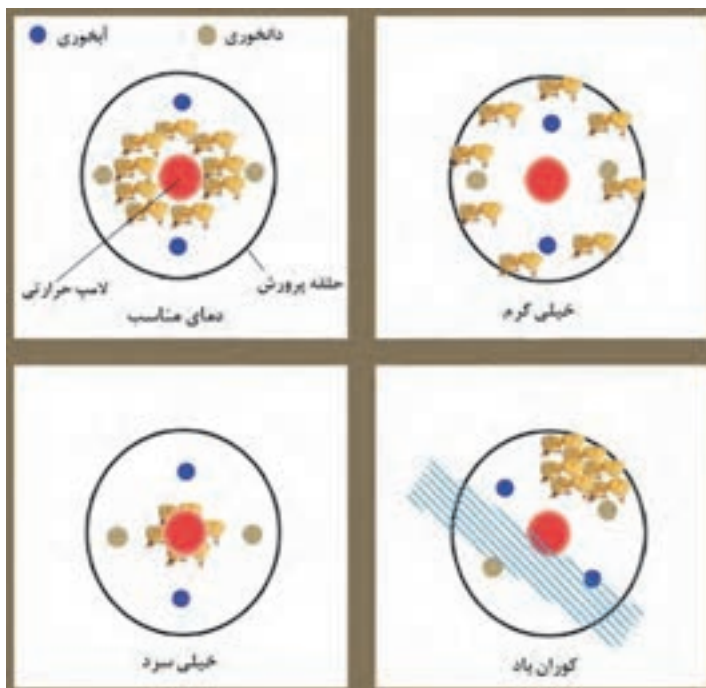 آبخوری
دانخوری
لامپ حرارتی
حلقه پرورش
دمای مناسب
خیلی گرم
خیلی سرد
کوران باد